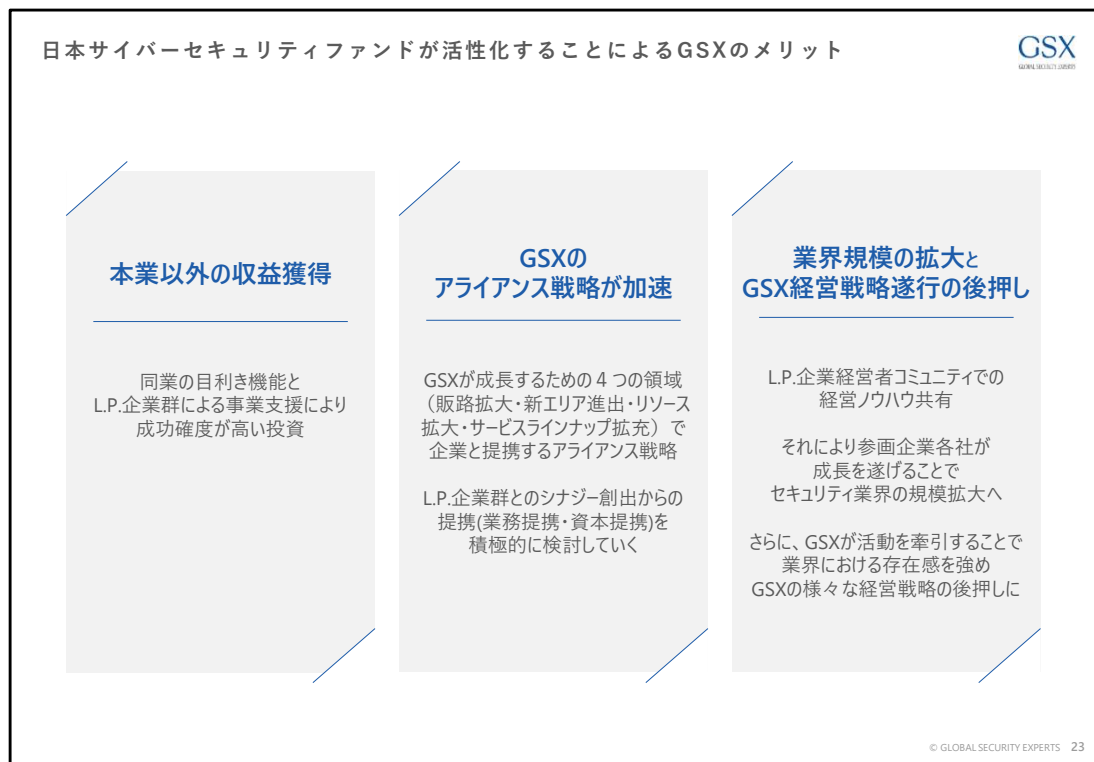 日本サイバーセキュリティファンドが活性化することによるGSXのメリット
GSX
GLOBAL SECURITY EXPERTS
本業以外の収益獲得
同業の目利き機能と
L.P.企業群による事業支援により
成功確度が高い投資
GSXの
アライアンス戦略が加速
GSXが成長するための４つの領域
（販路拡大・新エリア進出・リソース
拡大・サービスラインナップ拡充）で
企業と提携するアライアンス戦略
L.P.企業群とのシナジー創出からの
提携(業務提携・資本提携)を
積極的に検討していく
業界規模の拡大と
GSX経営戦略遂行の後押し
L.P.企業経営者コミュニティでの
経営ノウハウ共有
それにより参画企業各社が
成長を遂げることで
セキュリティ業界の規模拡大へ
さらに、GSXが活動を牽引することで
業界における存在感を強め
GSXの様々な経営戦略の後押しに
© GLOBAL SECURITY EXPERTS 23